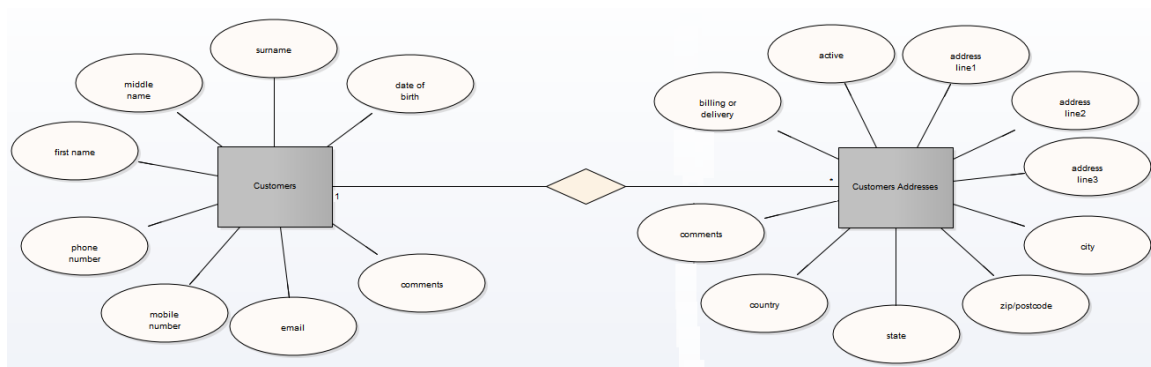 surname
middle
name
date of
birth
first name
Customers
1
phone
number
mobile
number
email
comments
active
address
line1
billing or
delivery
address
line2
address
line3
*
Customers Addresses
comments
city
country
zip/postcode
state